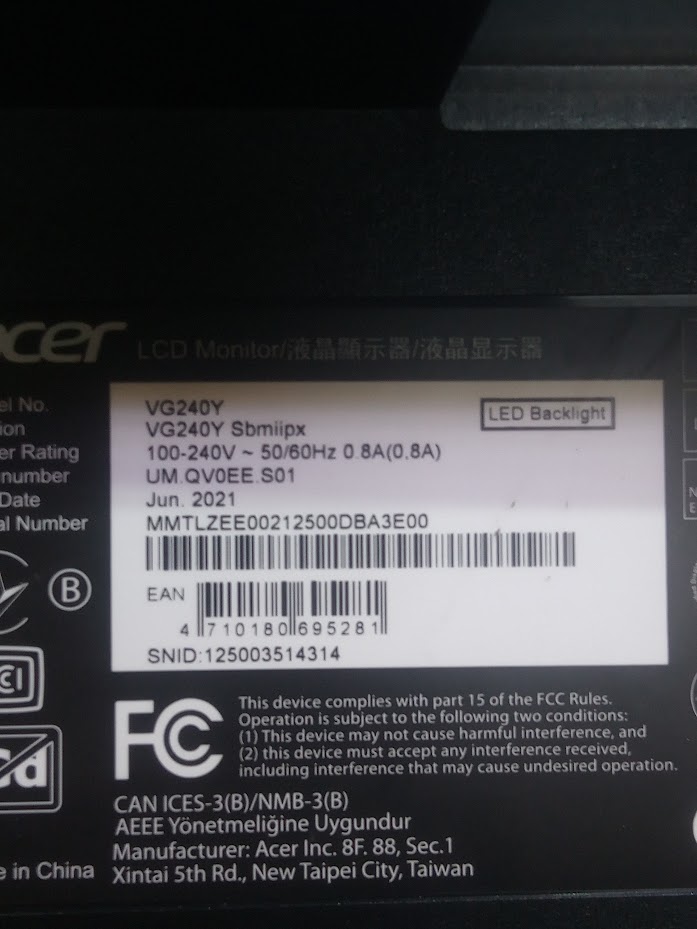 acer LCD Monitor/液晶顯示器/液晶显示器
VG240Y
LED Backlight
VG240Y Sbmiipx
er Rating 100-240V ~ 50/60Hz 0.8A(0,8A)
number UM.QV0EE.S01
Date Jun. 2021
al Number MMTLZEE00212500DBA3E00
B
EAN
4 710180 695281
SNID:125003514314
FC
This device complies with part 15 of the FCC Rules.
Operation is subject to the following two conditions:
(1) This device may not cause harmful interference, and
(2) this device must accept any interference received,
including interference that may cause undesired operation.
CAN ICES-3(B)/NMB-3(B)
AEEE Yönetmeliğine Uygundur
Manufacturer: Acer Inc. 8F. 88, Sec.1
e in China Xintai 5th Rd., New Taipei City, Taiwan